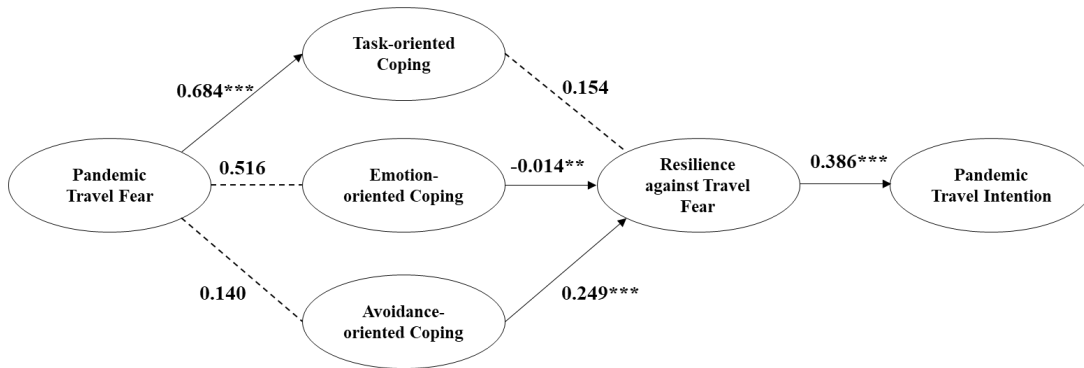 Task-oriented
Coping
0.684***
0.154
Pandemic
Travel Fear
0.516
Emotion-
oriented Coping
-0.014**
Resilience
against Travel
Fear
0.386***
Pandemic
Travel Intention
0.140
Avoidance-
oriented Coping
0.249***